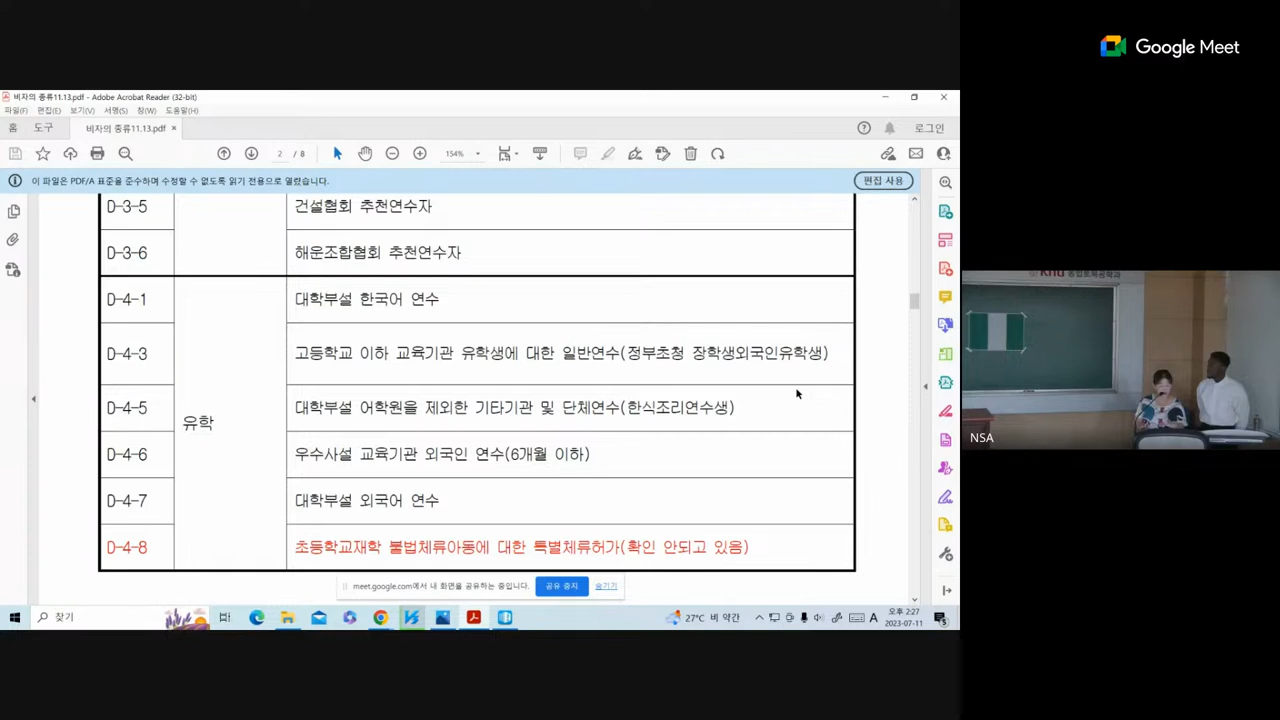 Google Meet
비자의 종류11.13.pdf - Adobe Acrobat Reader (32-bit)
파일(F) 편집(E) 보기(V) 서명(S) 창(W) 도움말(H)
홈 도구 비자의 종류11.13.pdf × 로그인
2 / 8 154%
이 파일은 PDF/A 표준을 준수하며 수정할 수 없도록 읽기 전용으로 열렸습니다. 편집 사용
D-3-5 건설협회 추천연수자
D-3-6 해운조합협회 추천연수자
D-4-1 대학부설 한국어 연수
D-4-3 고등학교 이하 교육기관 유학생에 대한 일반연수(정부초청 장학생외국인유학생)
D-4-5 대학부설 어학원을 제외한 기타기관 및 단체연수(한식조리연수생)
유학
D-4-6 우수사설 교육기관 외국인 연수(6개월 이하)
D-4-7 대학부설 외국어 연수
D-4-8 초등학교재학 불법체류아동에 대한 특별체류허가(확인 안되고 있음)
meet.google.com에서 내 화면을 공유하는 중입니다. 공유 중지 숨기기
찾기 27°C 비 약간 A 오후 2:27
2023-07-11
NSA